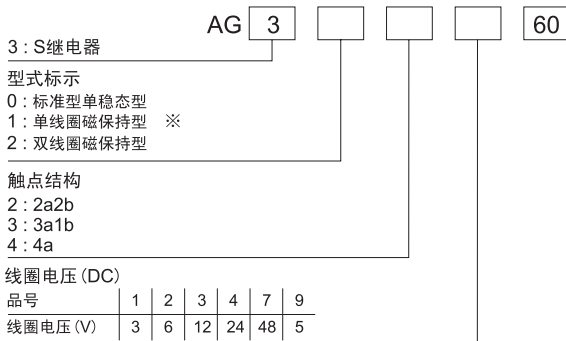 AG 3 60
3 : S继电器
型式标示
0 : 标准型单稳态型
1 : 单线圈磁保持型 ※
2 : 双线圈磁保持型
触点结构
2 : 2a2b
3 : 3a1b
4 : 4a
线圈电压(DC)
品号 1 2 3 4 7 9
线圈电压(V) 3 6 12 24 48 5